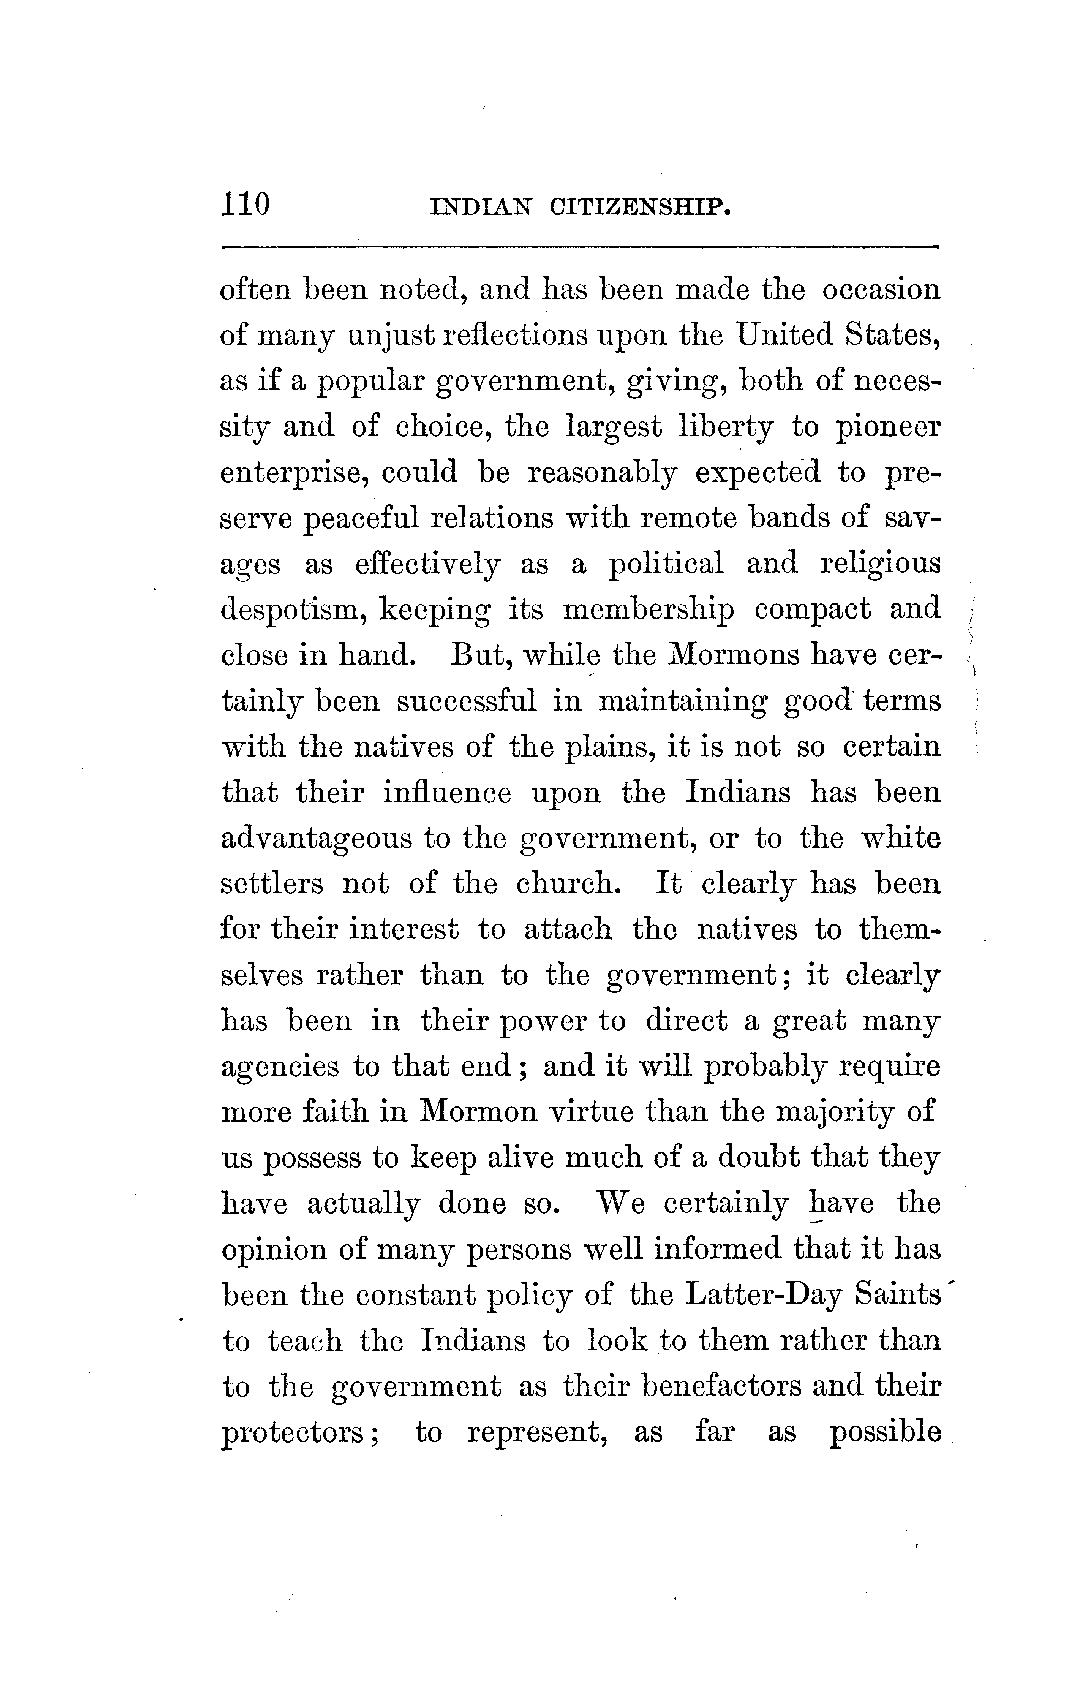 110 INDIAN CITIZENSHIP.
often been noted, and has been made the occasion
of many unjust reflections upon the United States,
as if a popular government, giving, both of neces-
sity and of choice, the largest liberty to pioneer
enterprise, could be reasonably expected to pre-
serve peaceful relations with remote bands of sav-
ages as effectively as a political and religious
despotism, keeping its membership compact and
close in hand. But, while the Mormons have cer-
tainly been successful in maintaining good terms
with the natives of the plains, it is not so certain
that their influence upon the Indians has been
advantageous to the government, or to the white
settlers not of the church. It clearly has been
for their interest to attach the natives to them-
selves rather than to the government; it clearly
has been in their power to direct a great many
agencies to that end; and it will probably require
more faith in Mormon virtue than the majority of
us possess to keep alive much of a doubt that they
have actually done so. We certainly have the
opinion of many persons well informed that it has
been the constant policy of the Latter-Day Saints
to teach the Indians to look to them rather than
to the government as their benefactors and their
protectors; to represent, as far as possible